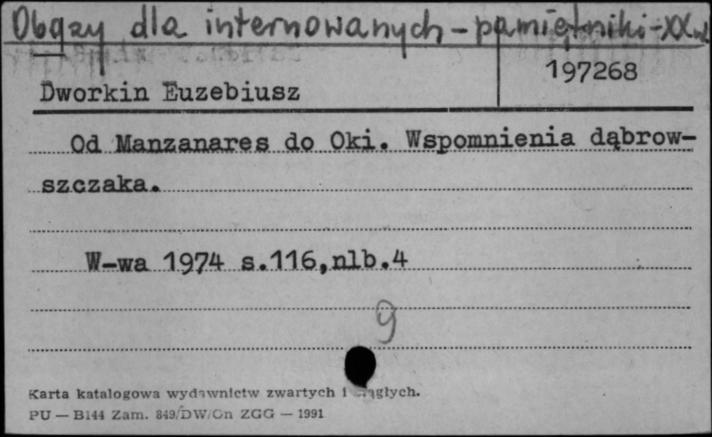 Obozy dla internowanych - pamiętniki - XX w.
197268
Dworkin Euzebiusz
Od Manzanares do Oki. Wspomnienia dąbrow-
szczaka.
W-wa 1974 s.116,nlb.4
9
Karta katalogowa wydawnictw zwartych i
PU — B144 Zam. 849/DW/Gn ZGG — 1991